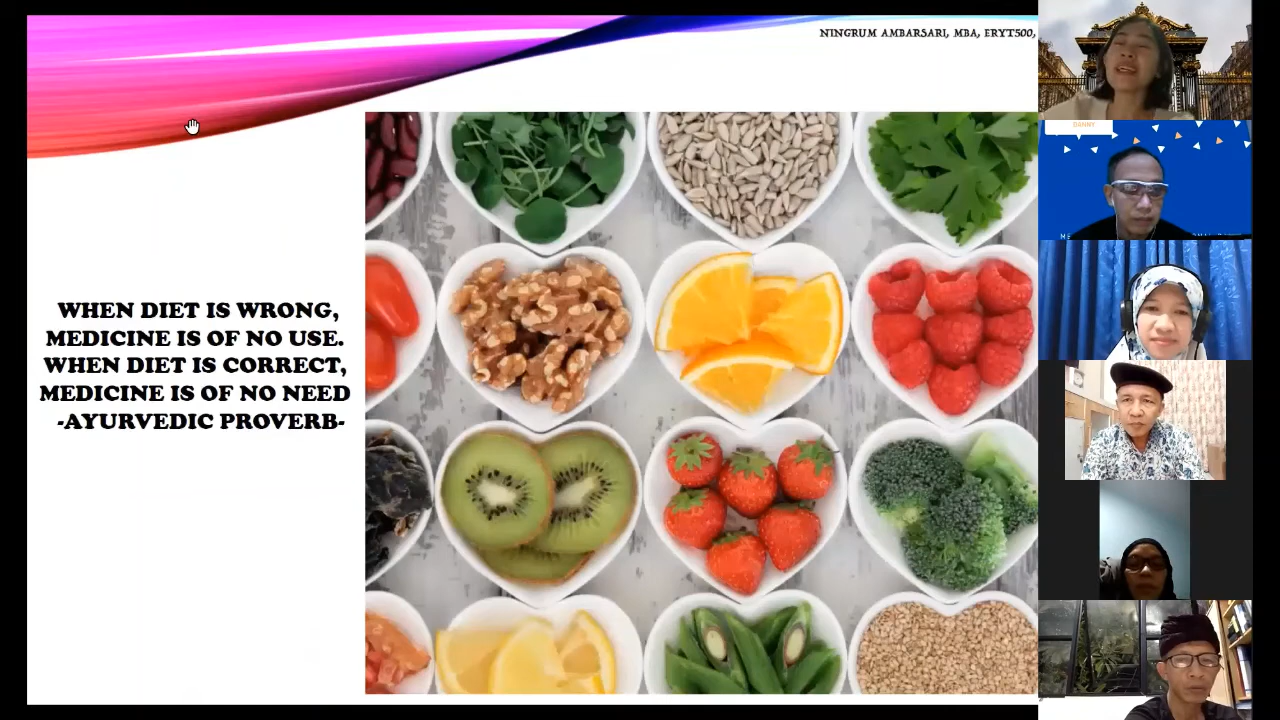 NINGRUM AMBARSARI, MBA, ERYT500,
DANNY
WHEN DIET IS WRONG,
MEDICINE IS OF NO USE.
WHEN DIET IS CORRECT,
MEDICINE IS OF NO NEED
-AYURVEDIC PROVERB-